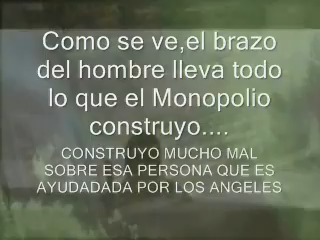 Como se ve,el brazo
del hombre lleva todo
lo que el Monopolio
construyo....
CONSTRUYO MUCHO MAL
SOBRE ESA PERSONA QUE ES
AYUDADADA POR LOS ANGELES